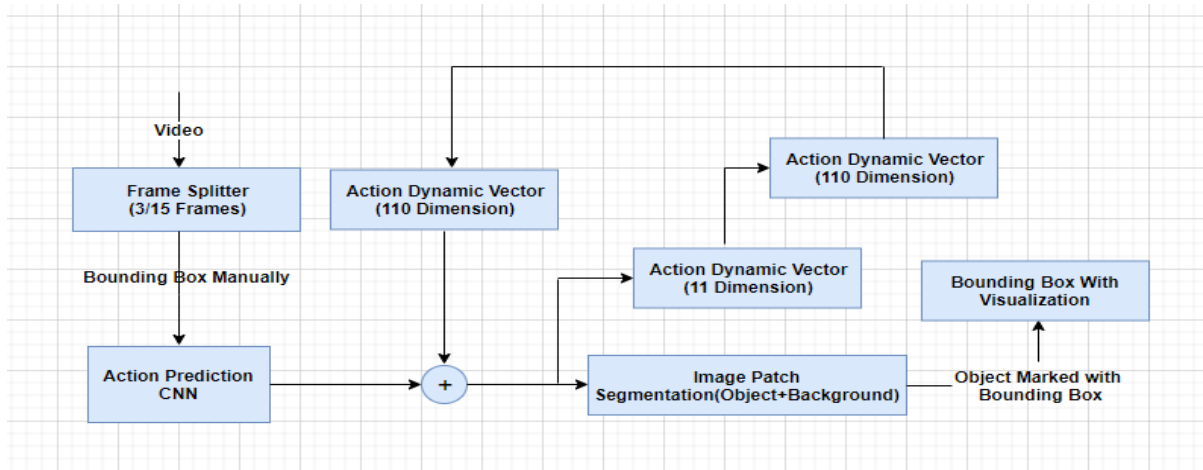 Video
Frame Splitter
(3/15 Frames)
Bounding Box Manually
Action Prediction
CNN
Action Dynamic Vector
(110 Dimension)
+
Action Dynamic Vector
(11 Dimension)
Action Dynamic Vector
(110 Dimension)
Image Patch
Segmentation(Object+Background)
Object Marked with
Bounding Box
Bounding Box With
Visualization